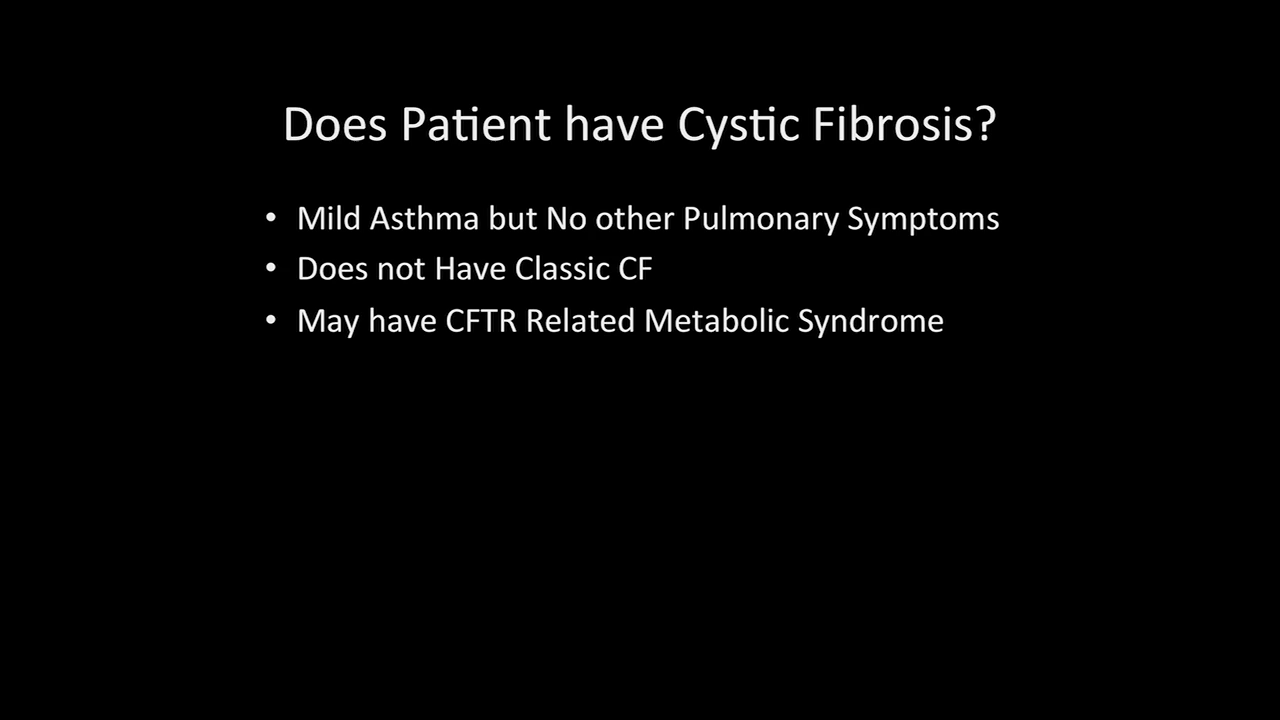 Does Patient have Cystic Fibrosis?
• Mild Asthma but No other Pulmonary Symptoms
• Does not Have Classic CF
• May have CFTR Related Metabolic Syndrome